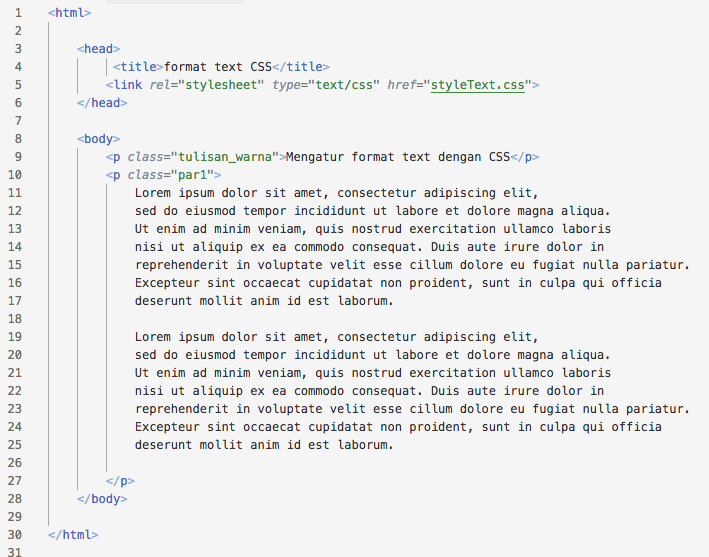 1 <html>
2
3 <head>
4 <title>format text CSS</title>
5 <link rel="stylesheet" type="text/css" href="styleText.css">
6 </head>
7
8 <body>
9 <p class="tulisan_warna">Mengatur format text dengan CSS</p>
10 <p class="par1">
11 Lorem ipsum dolor sit amet, consectetur adipiscing elit,
12 sed do eiusmod tempor incididunt ut labore et dolore magna aliqua.
13 Ut enim ad minim veniam, quis nostrud exercitation ullamco laboris
14 nisi ut aliquip ex ea commodo consequat. Duis aute irure dolor in
15 reprehenderit in voluptate velit esse cillum dolore eu fugiat nulla pariatur.
16 Excepteur sint occaecat cupidatat non proident, sunt in culpa qui officia
17 deserunt mollit anim id est laborum.
18
19 Lorem ipsum dolor sit amet, consectetur adipiscing elit,
20 sed do eiusmod tempor incididunt ut labore et dolore magna aliqua.
21 Ut enim ad minim veniam, quis nostrud exercitation ullamco laboris
22 nisi ut aliquip ex ea commodo consequat. Duis aute irure dolor in
23 reprehenderit in voluptate velit esse cillum dolore eu fugiat nulla pariatur.
24 Excepteur sint occaecat cupidatat non proident, sunt in culpa qui officia
25 deserunt mollit anim id est laborum.
26
27 </p>
28 </body>
29
30 </html>
31